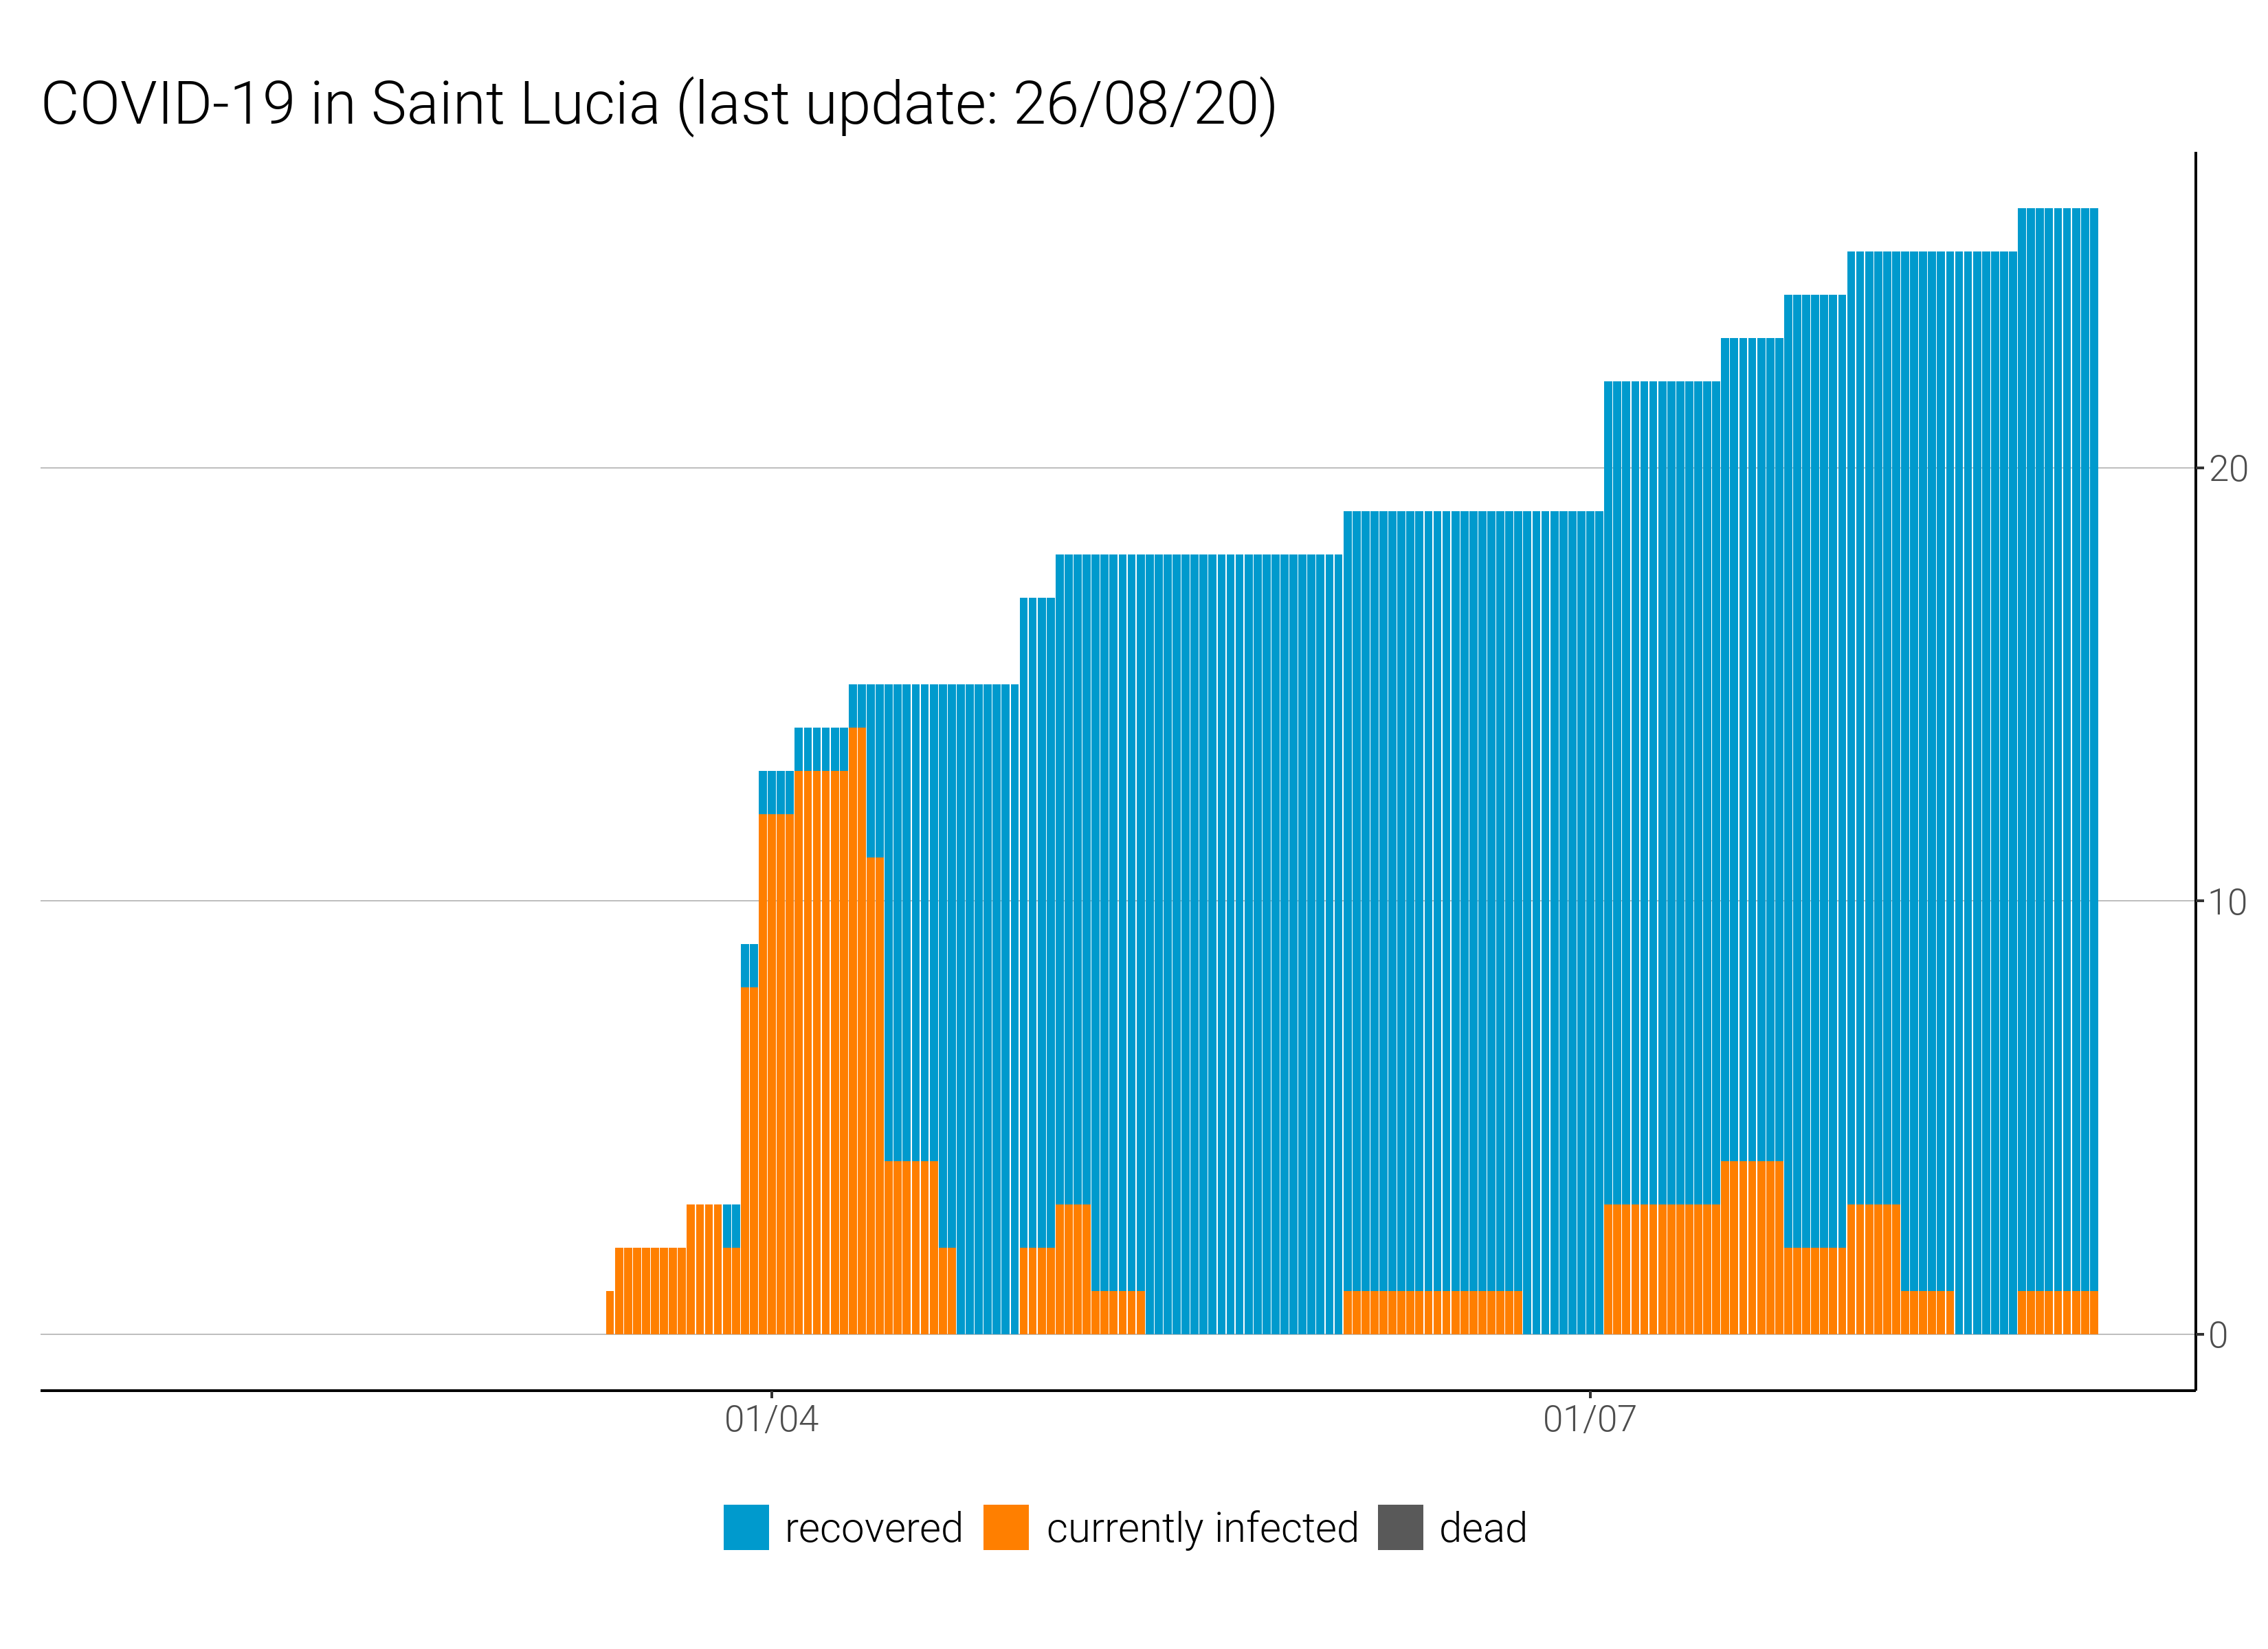 COVID-19 in Saint Lucia (last update: 26/08/20)
20
10
0
01/04 01/07
recovered currently infected dead